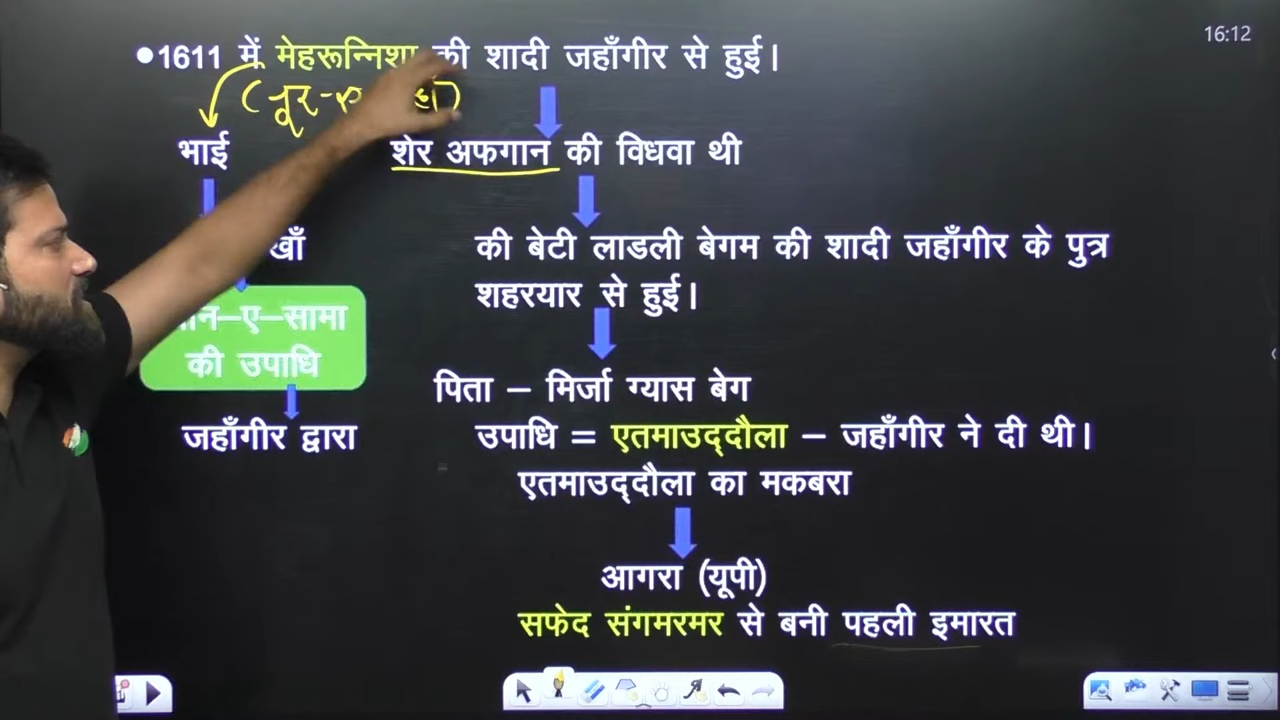 16:12
●1611 में मेहरून्निशा की शादी जहाँगीर से हुई।
(नूर-
भाई
शेर अफगान की विधवा थी
खाँ
की बेटी लाडली बेगम की शादी जहाँगीर के पुत्र
शहरयार से हुई।
–ए–सामा
की उपाधि
पिता – मिर्जा ग्यास बेग
जहाँगीर द्वारा
उपाधि = एतमाउद्दौला – जहाँगीर ने दी थी।
एतमाउद्दौला का मकबरा
आगरा (यूपी)
सफेद संगमरमर से बनी पहली इमारत